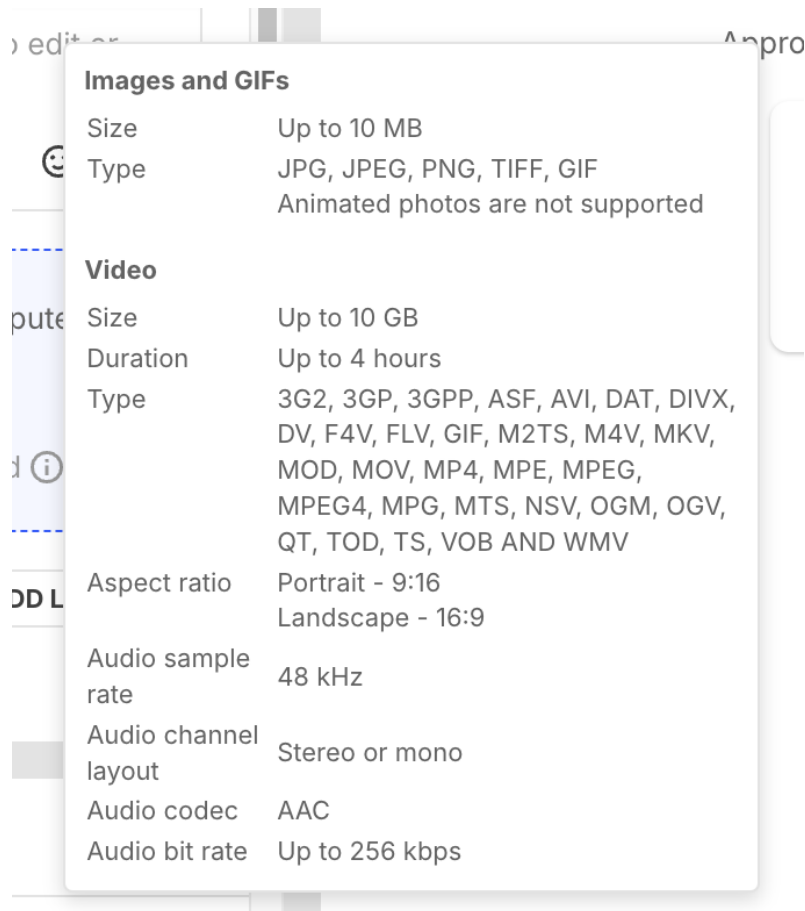 Images and GIFs
Size Up to 10 MB
Type JPG, JPEG, PNG, TIFF, GIF
Animated photos are not supported
Video
Size Up to 10 GB
Duration Up to 4 hours
Type 3G2, 3GP, 3GPP, ASF, AVI, DAT, DIVX,
DV, F4V, FLV, GIF, M2TS, M4V, MKV,
MOD, MOV, MP4, MPE, MPEG,
MPEG4, MPG, MTS, NSV, OGM, OGV,
QT, TOD, TS, VOB AND WMV
Aspect ratio Portrait - 9:16
Landscape - 16:9
Audio sample
rate 48 kHz
Audio channel
layout Stereo or mono
Audio codec AAC
Audio bit rate Up to 256 kbps